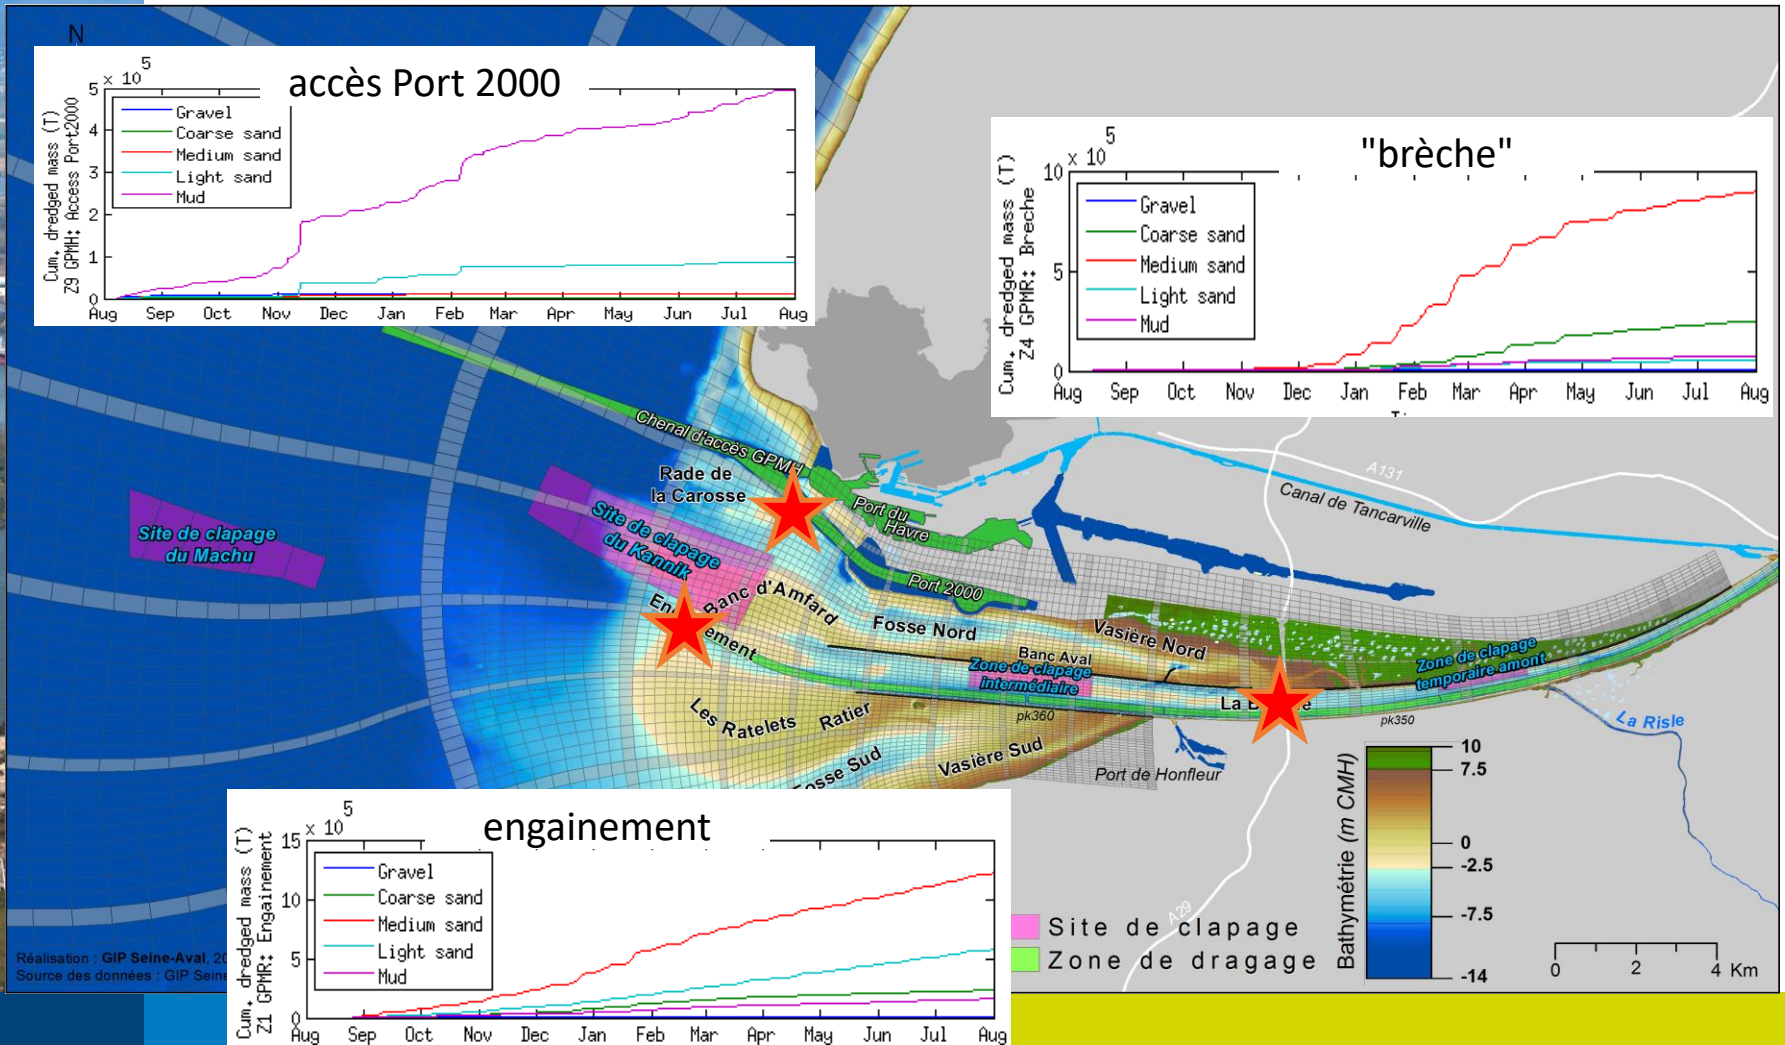 N
accès Port 2000
5
× 10
5
4
3
2
1
0
Cum. dredged mass (T)
Z9 GPMH: Access Port2000
Gravel
Coarse sand
Medium sand
Light sand
Mud
Aug Sep Oct Nov Dec Jan Feb Mar Apr May Jun Jul Aug
"brèche"
5
× 10
10
5
0
Cum. dredged mass (T)
Z4 GPMR: Breche
Gravel
Coarse sand
Medium sand
Light sand
Mud
Aug Sep Oct Nov Dec Jan Feb Mar Apr May Jun Jul Aug
Chenal d'accès GPMH
Rade de
la Carosse
Port du
Havre
Port 2000
A131
Canal de Tancarville
Site de clapage
du Machu
Site de clapage
du Kannik
Banc d'Amfard
Fosse Nord
Vasière Nord
Banc Aval
Zone de clapage
intermédiaire
Zone de clapage
temporaire amont
Les Ratelets
Ratier
pk360
pk350
La Risle
Vasière Sud
Fosse Sud
Port de Honfleur
A29
engainement
5
× 10
15
10
5
0
Cum. dredged mass (T)
Z1 GPMR: Engainement
Gravel
Coarse sand
Medium sand
Light sand
Mud
Aug Sep Oct Nov Dec Jan Feb Mar Apr May Jun Jul Aug
Site de clapage
Zone de dragage
Bathymétrie (m CMH)
10
7.5
0
-2.5
-7.5
-14
0 2 4 Km
Réalisation : GIP Seine-Aval, 20
Source des données : GIP Seine